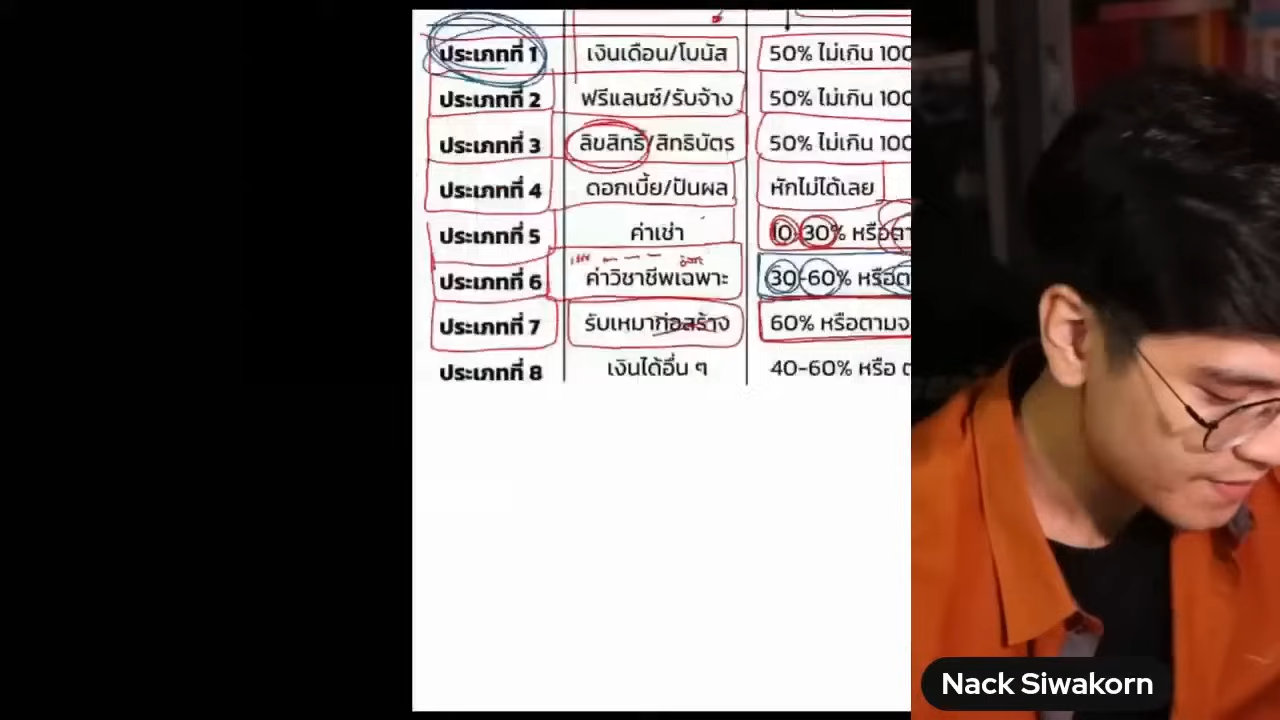 ประเภทที่ 1 เงินเดือน/โบนัส 50% ไม่เกิน 100
ประเภทที่ 2 ฟรีแลนซ์/รับจ้าง 50% ไม่เกิน 100
ประเภทที่ 3 ลิขสิทธิ์/สิทธิบัตร 50% ไม่เกิน 100
ประเภทที่ 4 ดอกเบี้ย/ปันผล หักไม่ได้เลย
ประเภทที่ 5 ค่าเช่า 10-30% หรือตา
ประเภทที่ 6 ค่าวิชาชีพเฉพาะ 30-60% หรือต
ประเภทที่ 7 รับเหมาก่อสร้าง 60% หรือตามจ
ประเภทที่ 8 เงินได้อื่น ๆ 40-60% หรือ ต
Nack Siwakorn